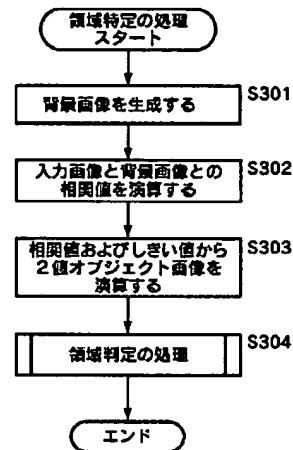 領域特定の処理
スタート
背景画像を生成する
S301
入力画像と背景画像との
相関値を演算する
S302
相関値およびしきい値から
2値オブジェクト画像を
演算する
S303
領域判定の処理
S304
エンド